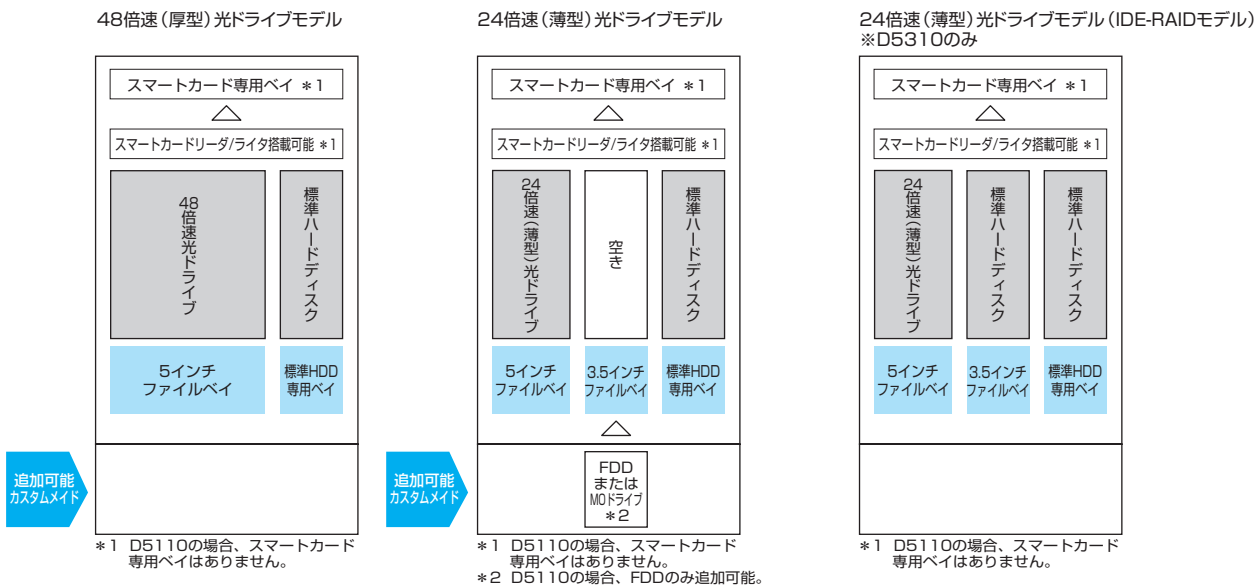 48倍速(厚型)光ドライブモデル
スマートカード専用ベイ *1
スマートカードリーダ/ライタ搭載可能 *1
48倍速光ドライブ
標準ハードディスク
5インチ
ファイルベイ
標準HDD
専用ベイ
追加可能
カスタムメイド
*1 D5110の場合、スマートカード
専用ベイはありません。
24倍速(薄型)光ドライブモデル
スマートカード専用ベイ *1
スマートカードリーダ/ライタ搭載可能 *1
24倍速(薄型)光ドライブ
空き
標準ハードディスク
5インチ
ファイルベイ
3.5インチ
ファイルベイ
標準HDD
専用ベイ
追加可能
カスタムメイド
FDD
または
MOドライブ
*2
*1 D5110の場合、スマートカード
専用ベイはありません。
*2 D5110の場合、FDDのみ追加可能。
24倍速(薄型)光ドライブモデル(IDE-RAIDモデル)
※D5310のみ
スマートカード専用ベイ *1
スマートカードリーダ/ライタ搭載可能 *1
24倍速(薄型)光ドライブ
標準ハードディスク
標準ハードディスク
5インチ
ファイルベイ
3.5インチ
ファイルベイ
標準HDD
専用ベイ
*1 D5110の場合、スマートカード
専用ベイはありません。